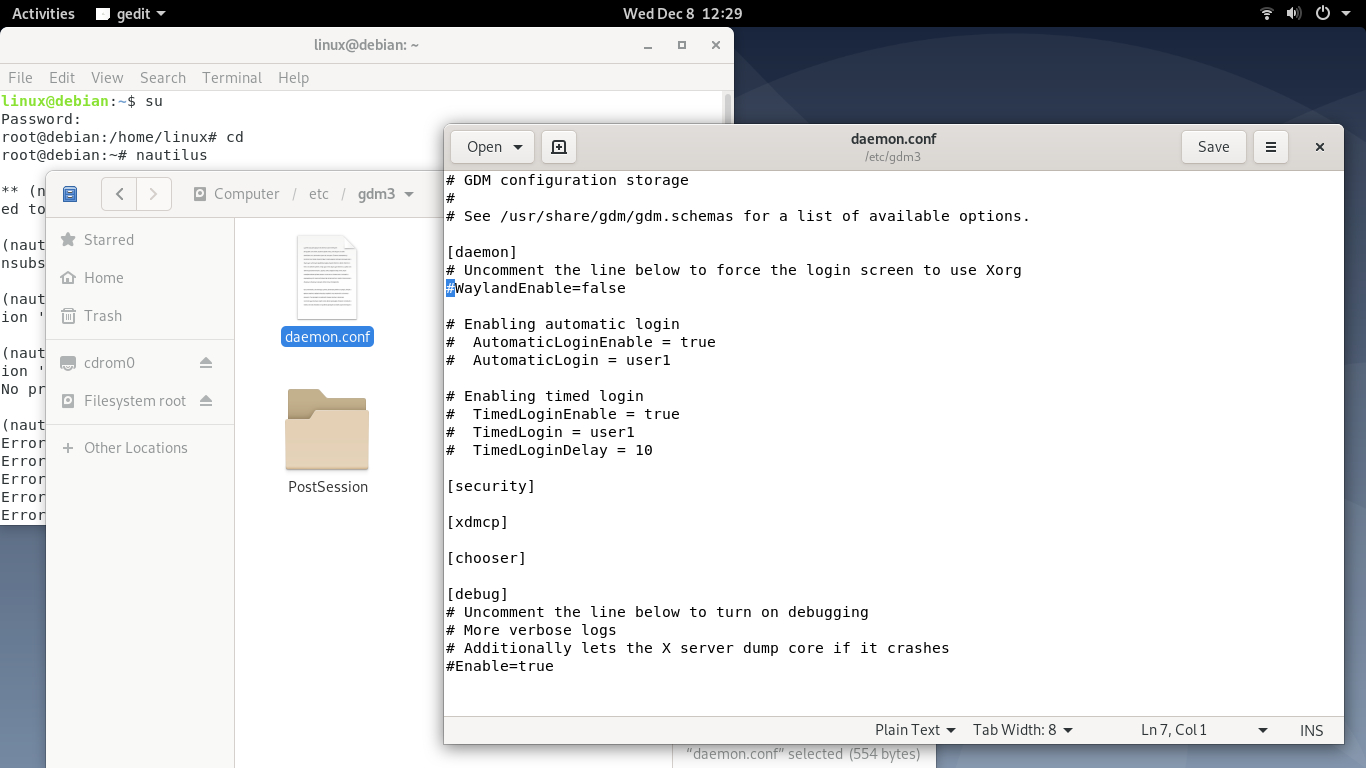 Activities gedit Wed Dec 8 12:29
linux@debian: ~
File Edit View Search Terminal Help
linux@debian:~$ su
Password:
root@debian:/home/linux# cd
root@debian:~# nautilus
** (n
ed to
(naut
nsubs
(naut
ion '
(naut
ion '
No pr
(naut
Error
Error
Error
Error
Error
Computer / etc / gdm3
Starred
Home
Trash
cdrom0
Filesystem root
+ Other Locations
daemon.conf
PostSession
"daemon.conf" selected (554 bytes)
Open daemon.conf Save
/etc/gdm3
# GDM configuration storage
#
# See /usr/share/gdm/gdm.schemas for a list of available options.
[daemon]
# Uncomment the line below to force the login screen to use Xorg
#WaylandEnable=false
# Enabling automatic login
#  AutomaticLoginEnable = true
#  AutomaticLogin = user1
# Enabling timed login
#  TimedLoginEnable = true
#  TimedLogin = user1
#  TimedLoginDelay = 10
[security]
[xdmcp]
[chooser]
[debug]
# Uncomment the line below to turn on debugging
# More verbose logs
# Additionally lets the X server dump core if it crashes
#Enable=true
Plain Text Tab Width: 8 Ln 7, Col 1 INS